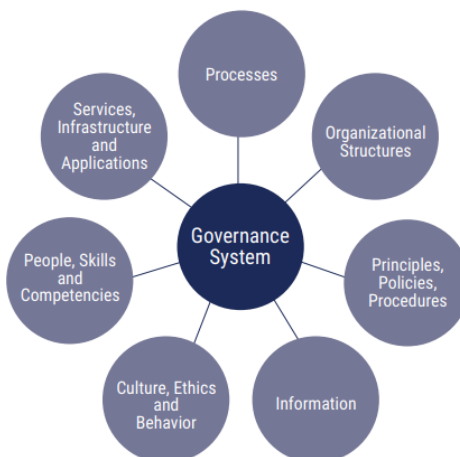 Processes
Organizational
Structures
Principles,
Policies,
Procedures
Information
Culture, Ethics
and
Behavior
People, Skills
and
Competencies
Services,
Infrastructure
and
Applications
Governance
System